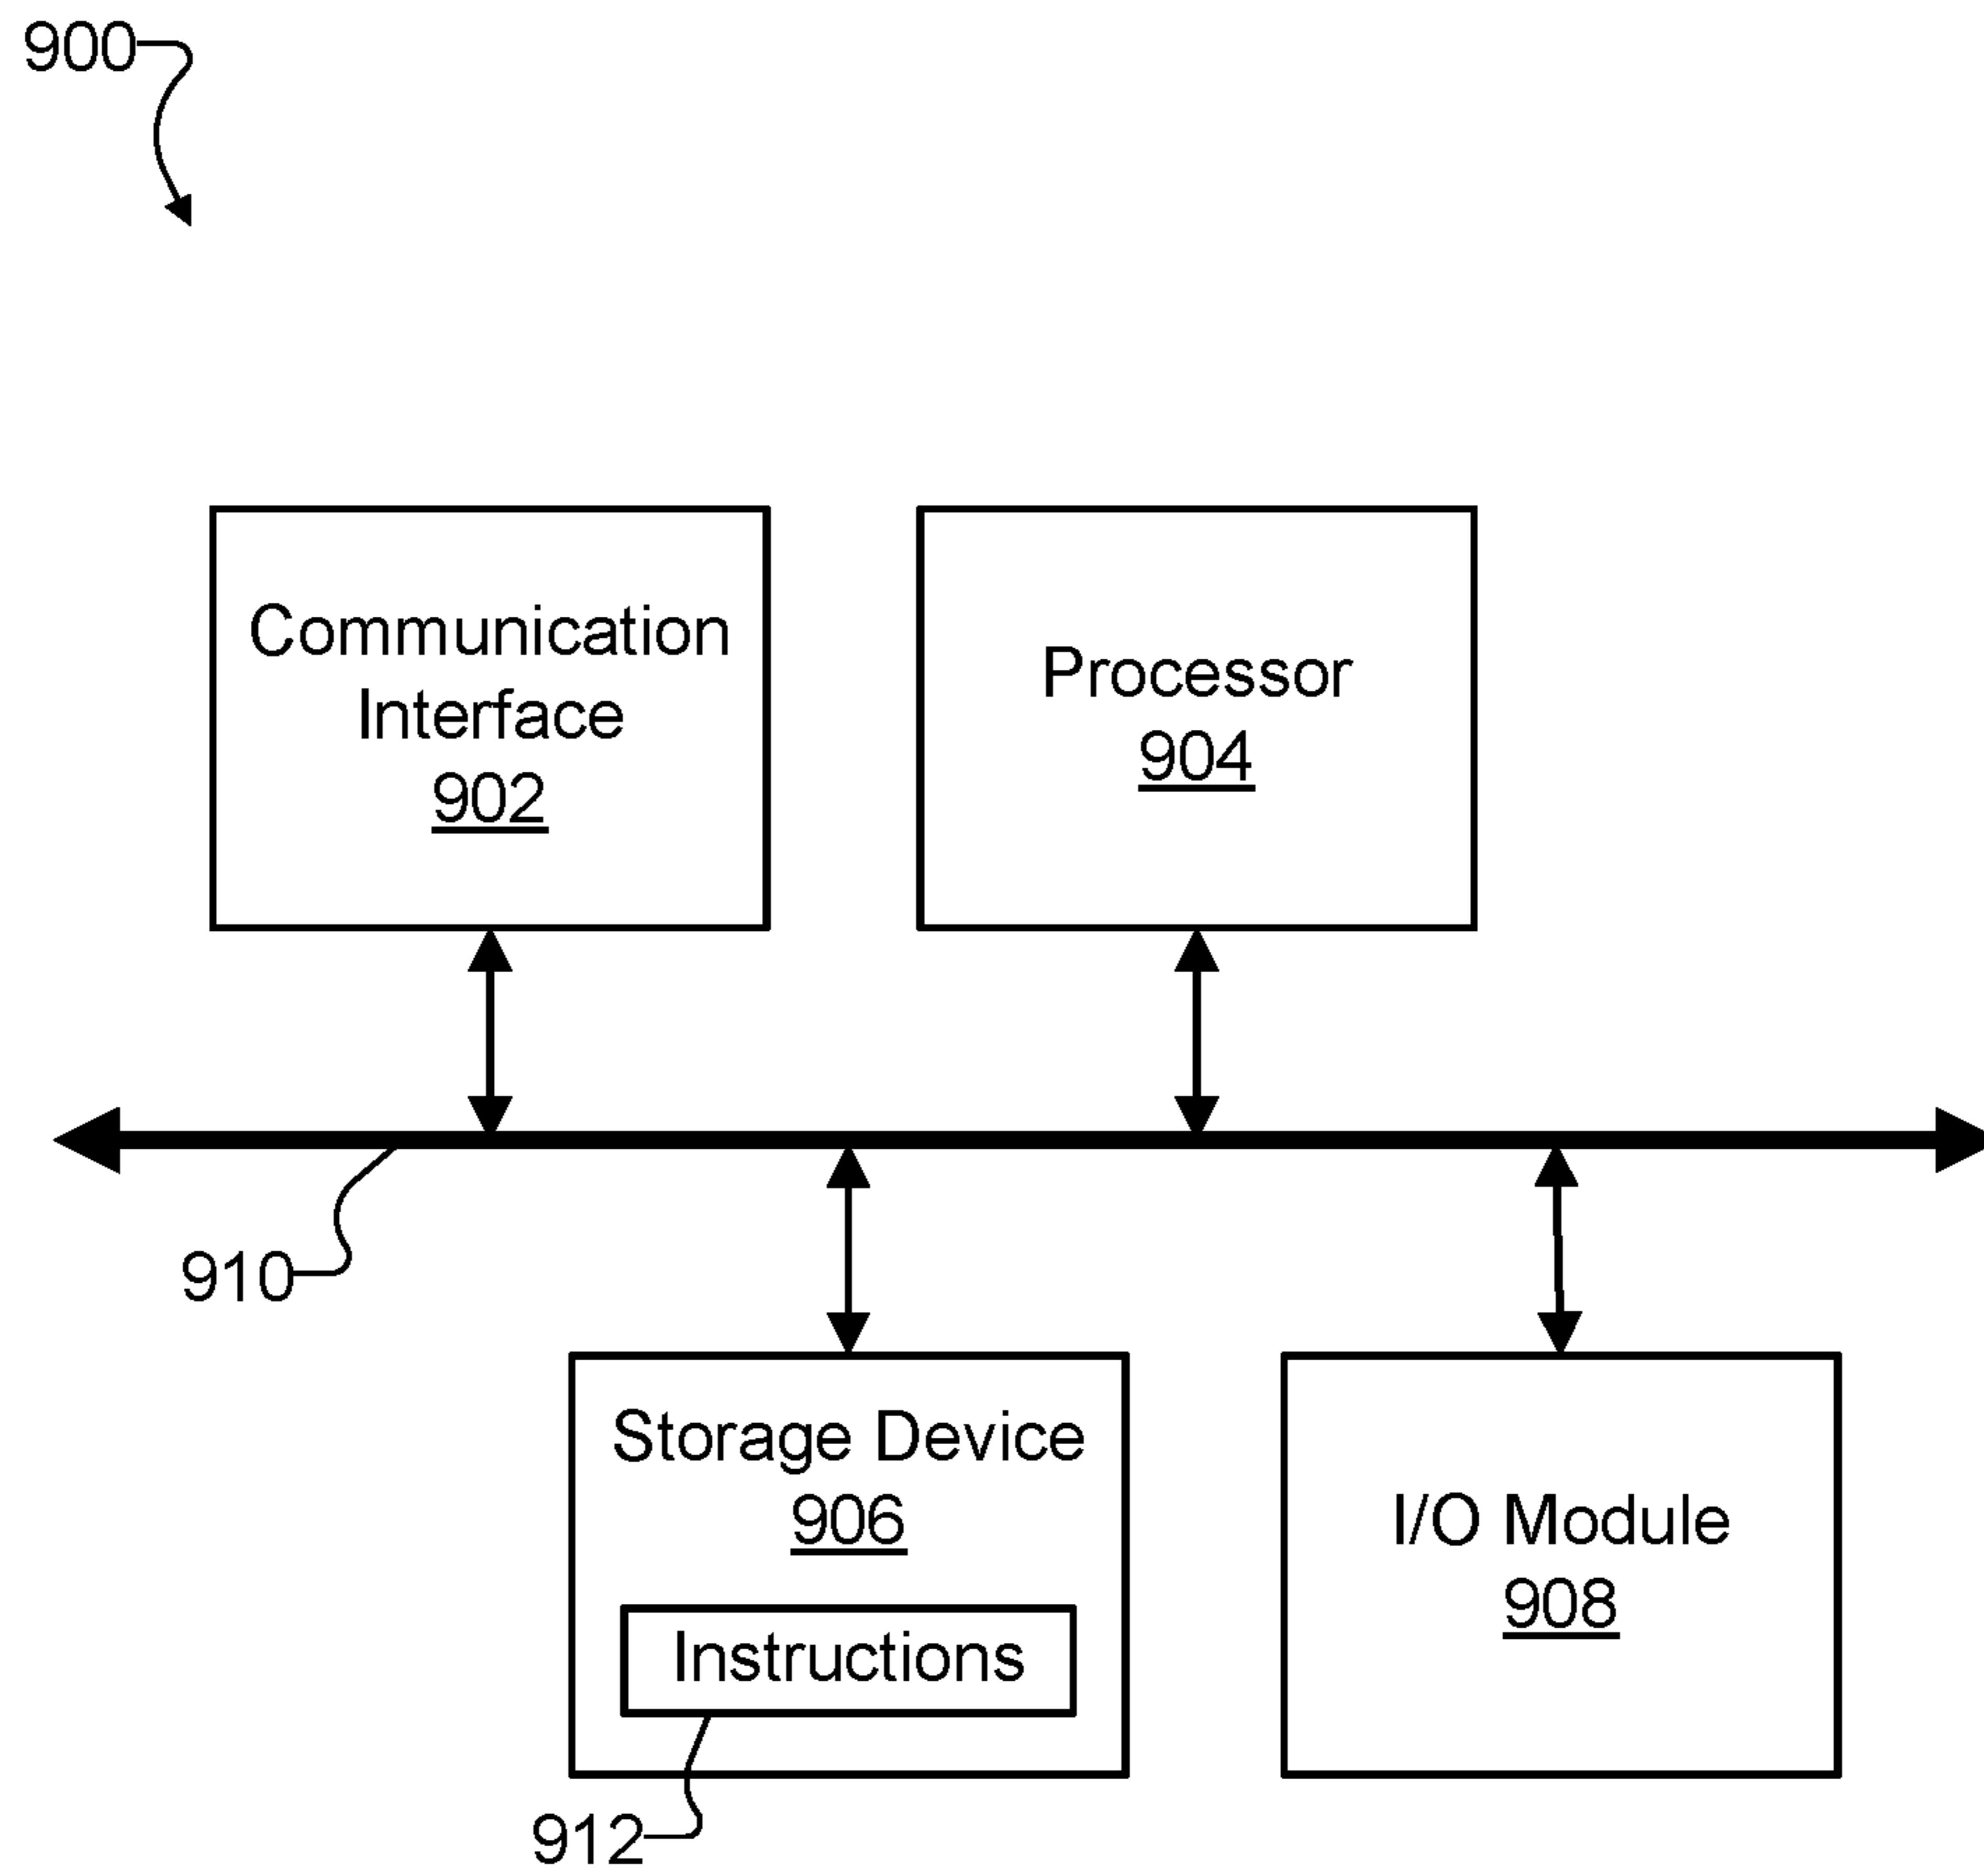 900
Communication
Interface
902
Processor
904
910
Storage Device
906
Instructions
912
I/O Module
908